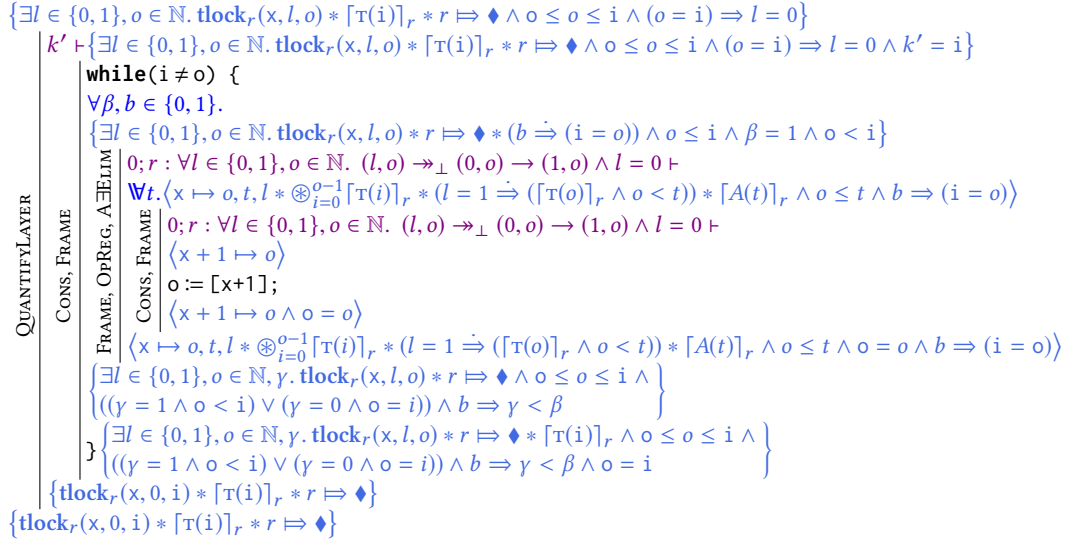 {∃l ∈ {0, 1}, o ∈ ℕ. tlock_r(x, l, o) ∗ ⌈T(i)⌉_r ∗ r ⤇ ♦ ∧ o ≤ o ≤ i ∧ (o = i) ⇒ l = 0}
k′ ⊢ {∃l ∈ {0, 1}, o ∈ ℕ. tlock_r(x, l, o) ∗ ⌈T(i)⌉_r ∗ r ⤇ ♦ ∧ o ≤ o ≤ i ∧ (o = i) ⇒ l = 0 ∧ k′ = i}
while(i ≠ o) {
∀β, b ∈ {0, 1}.
{∃l ∈ {0, 1}, o ∈ ℕ. tlock_r(x, l, o) ∗ r ⤇ ♦ ∗ (b ⇒̇ (i = o)) ∧ o ≤ i ∧ β = 1 ∧ o < i}
0; r : ∀l ∈ {0, 1}, o ∈ ℕ. (l, o) ↠_⊥ (0, o) → (1, o) ∧ l = 0 ⊢
∀t.⟨x ↦ o, t, l ∗ ⊛_{i=0}^{o−1}⌈T(i)⌉_r ∗ (l = 1 ⇒̇ (⌈T(o)⌉_r ∧ o < t)) ∗ ⌈A(t)⌉_r ∧ o ≤ t ∧ b ⇒ (i = o)⟩
0; r : ∀l ∈ {0, 1}, o ∈ ℕ. (l, o) ↠_⊥ (0, o) → (1, o) ∧ l = 0 ⊢
⟨x + 1 ↦ o⟩
o := [x+1];
⟨x + 1 ↦ o ∧ o = o⟩
⟨x ↦ o, t, l ∗ ⊛_{i=0}^{o−1}⌈T(i)⌉_r ∗ (l = 1 ⇒̇ (⌈T(o)⌉_r ∧ o < t)) ∗ ⌈A(t)⌉_r ∧ o ≤ t ∧ o = o ∧ b ⇒ (i = o)⟩
{∃l ∈ {0, 1}, o ∈ ℕ, γ. tlock_r(x, l, o) ∗ r ⤇ ♦ ∧ o ≤ o ≤ i ∧
((γ = 1 ∧ o < i) ∨ (γ = 0 ∧ o = i)) ∧ b ⇒ γ < β}
} {∃l ∈ {0, 1}, o ∈ ℕ, γ. tlock_r(x, l, o) ∗ r ⤇ ♦ ∗ ⌈T(i)⌉_r ∧ o ≤ o ≤ i ∧
((γ = 1 ∧ o < i) ∨ (γ = 0 ∧ o = i)) ∧ b ⇒ γ < β ∧ o = i}
{tlock_r(x, 0, i) ∗ ⌈T(i)⌉_r ∗ r ⤇ ♦}
{tlock_r(x, 0, i) ∗ ⌈T(i)⌉_r ∗ r ⤇ ♦}
QUANTIFYLAYER
CONS, FRAME
FRAME, OPREG, A∃ELIM
CONS, FRAME